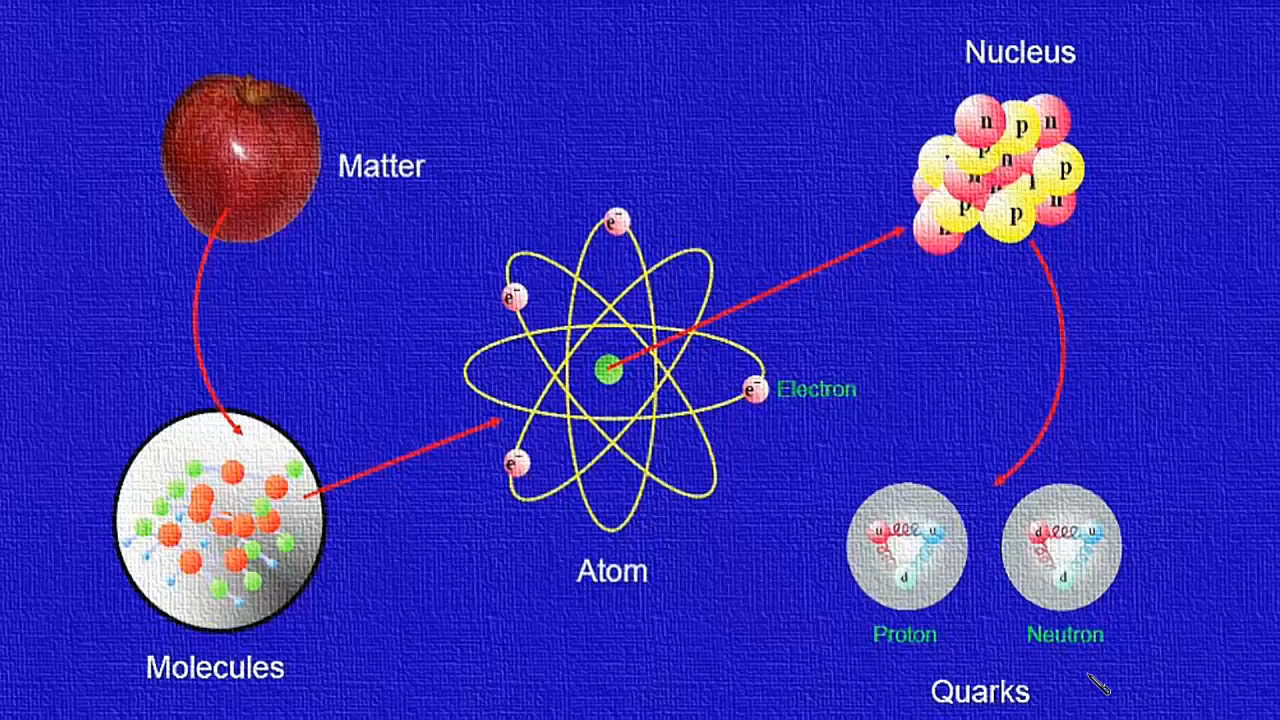 Nucleus
n
p
n
p
n
p
n
n
p
p
n
Matter
e⁻
e⁻
e⁻
Electron
e⁻
Atom
Molecules
u
u
d
d
u
d
Proton
Neutron
Quarks